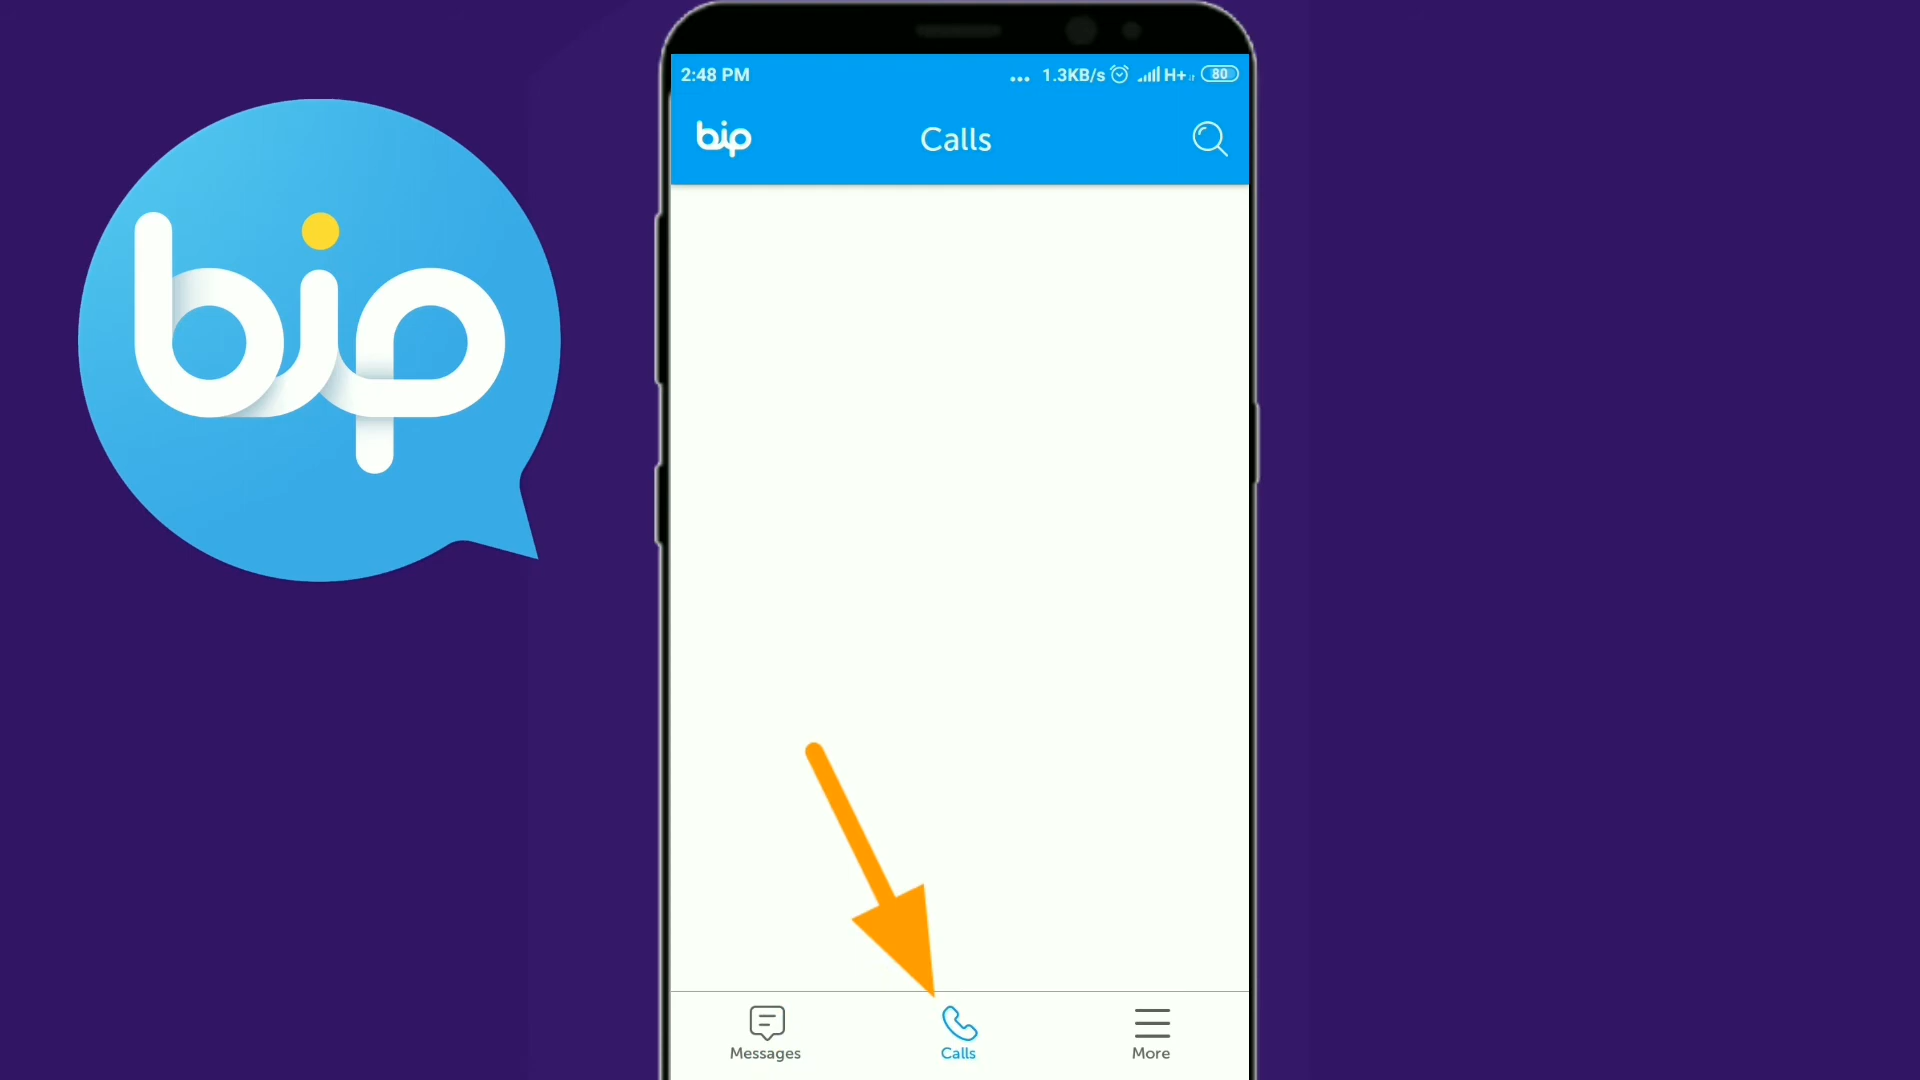 bip
2:48 PM
... 1.3KB/s H+ 80
bip
Calls
Messages
Calls
More